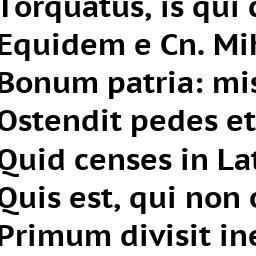 Torquatus, is qui
Equidem e Cn. Mih
Bonum patria: mis
Ostendit pedes et
Quid censes in Lat
Quis est, qui non
Primum divisit ine